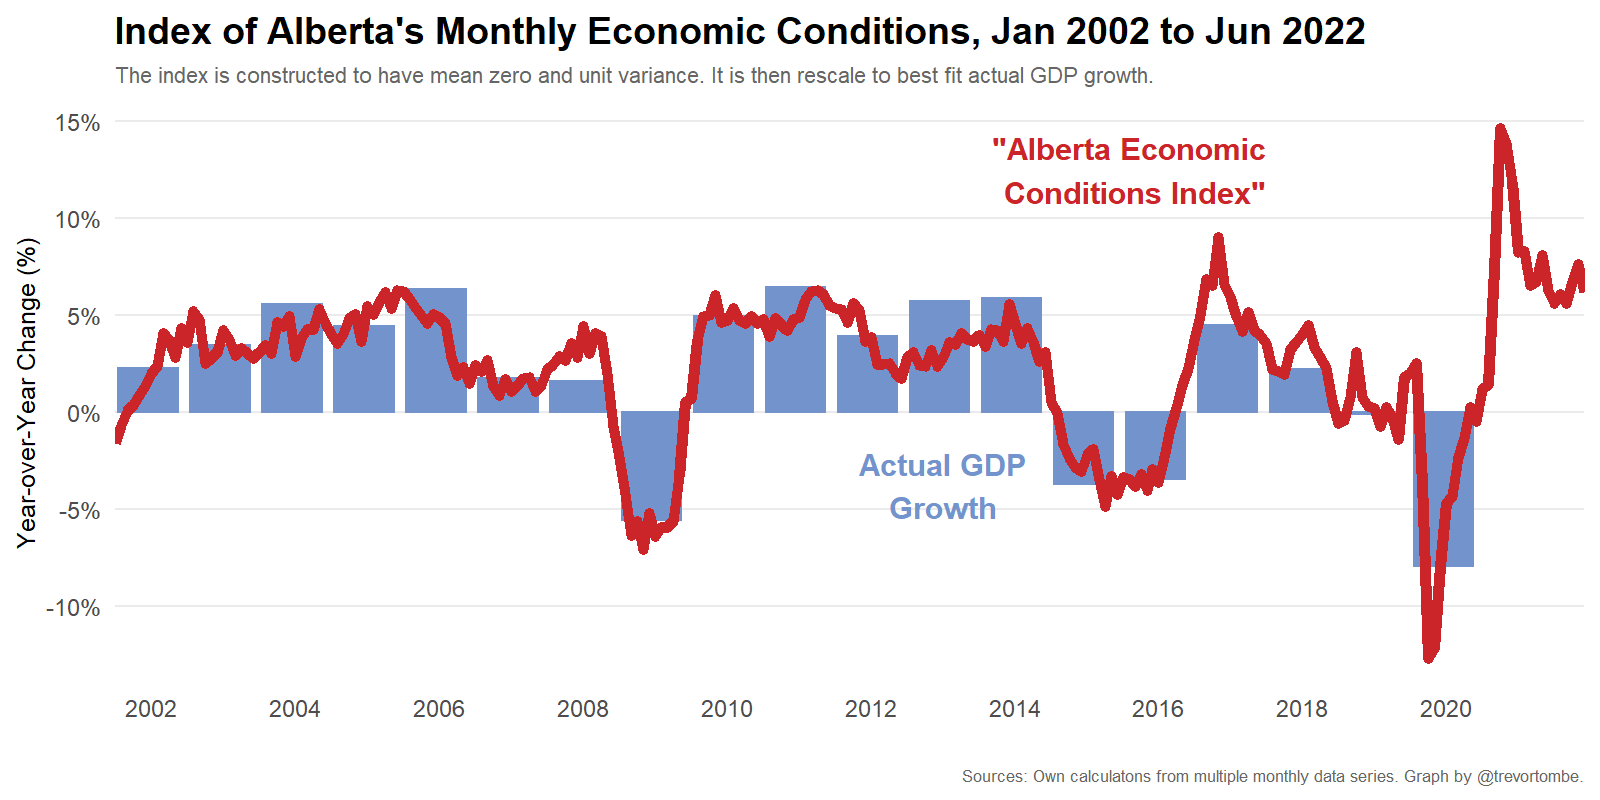 Index of Alberta's Monthly Economic Conditions, Jan 2002 to Jun 2022
The index is constructed to have mean zero and unit variance. It is then rescale to best fit actual GDP growth.
Year-over-Year Change (%)
15%
10%
5%
0%
-5%
-10%
"Alberta Economic
Conditions Index"
Actual GDP
Growth
2002 2004 2006 2008 2010 2012 2014 2016 2018 2020
Sources: Own calculatons from multiple monthly data series. Graph by @trevortombe.